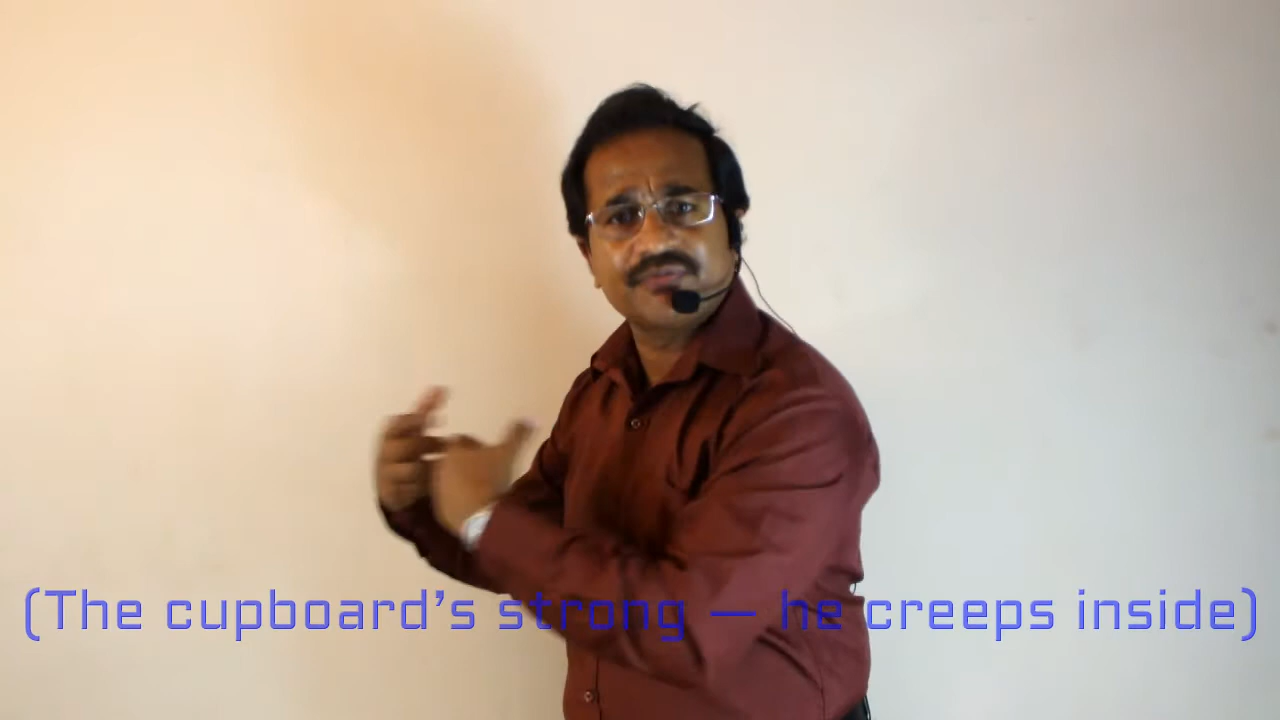 (The cupboard’s strong — he creeps inside)